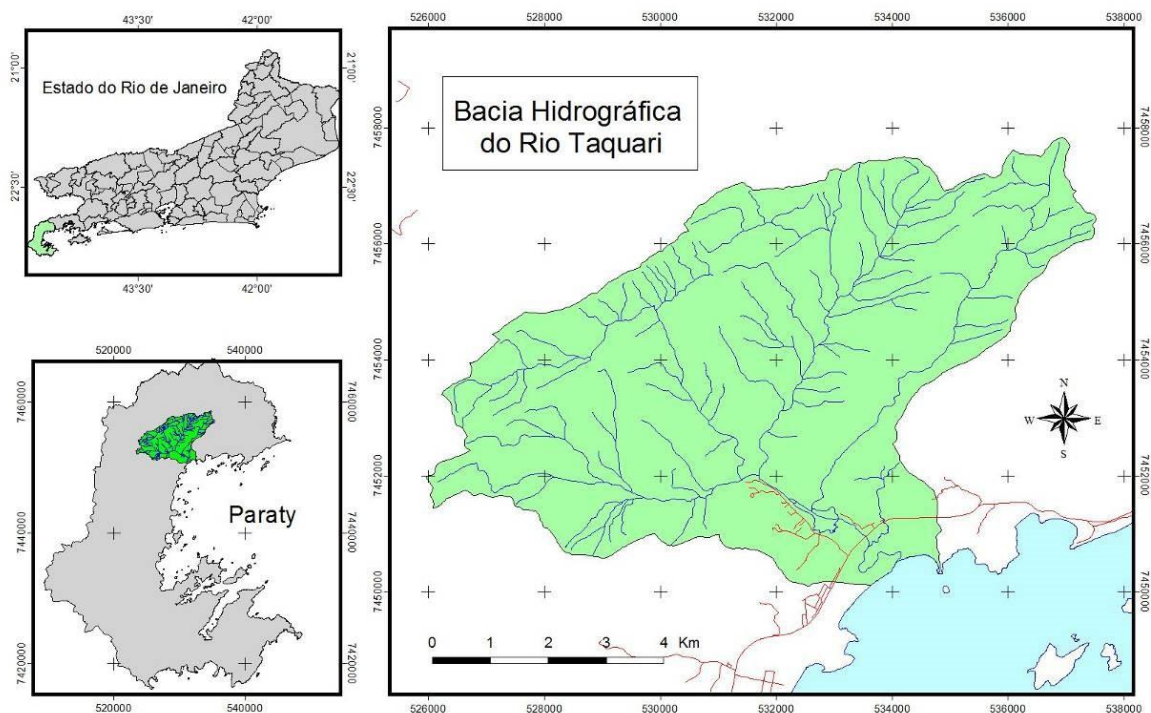 43°30' 42°00'
Estado do Rio de Janeiro
21°00' 21°00'
22°30' 22°30'
43°30' 42°00'
520000 540000
7460000 7460000
Paraty
7440000 7440000
7420000 7420000
520000 540000
526000 528000 530000 532000 534000 536000 538000
Bacia Hidrográfica
do Rio Taquari
7458000 7458000
7456000 7456000
7454000 7454000
N
W E
S
7452000 7452000
7450000 7450000
0 1 2 3 4 Km
526000 528000 530000 532000 534000 536000 538000